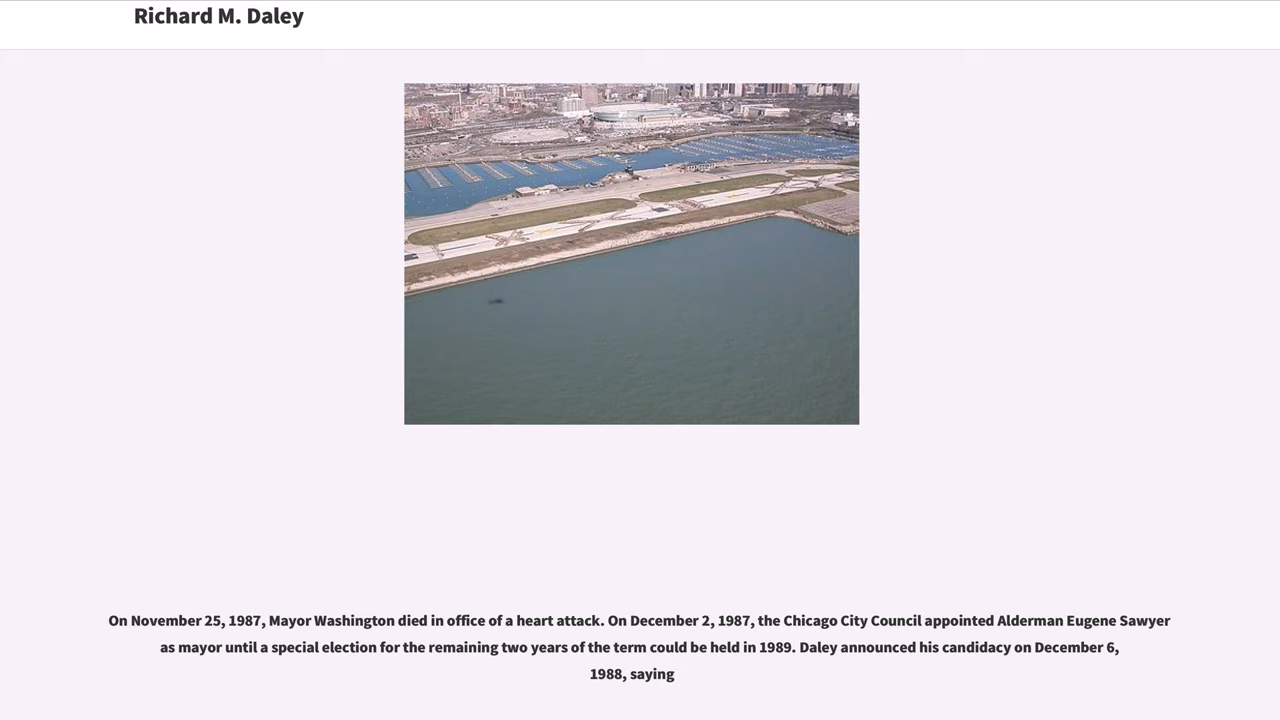 Richard M. Daley
On November 25, 1987, Mayor Washington died in office of a heart attack. On December 2, 1987, the Chicago City Council appointed Alderman Eugene Sawyer
as mayor until a special election for the remaining two years of the term could be held in 1989. Daley announced his candidacy on December 6,
1988, saying